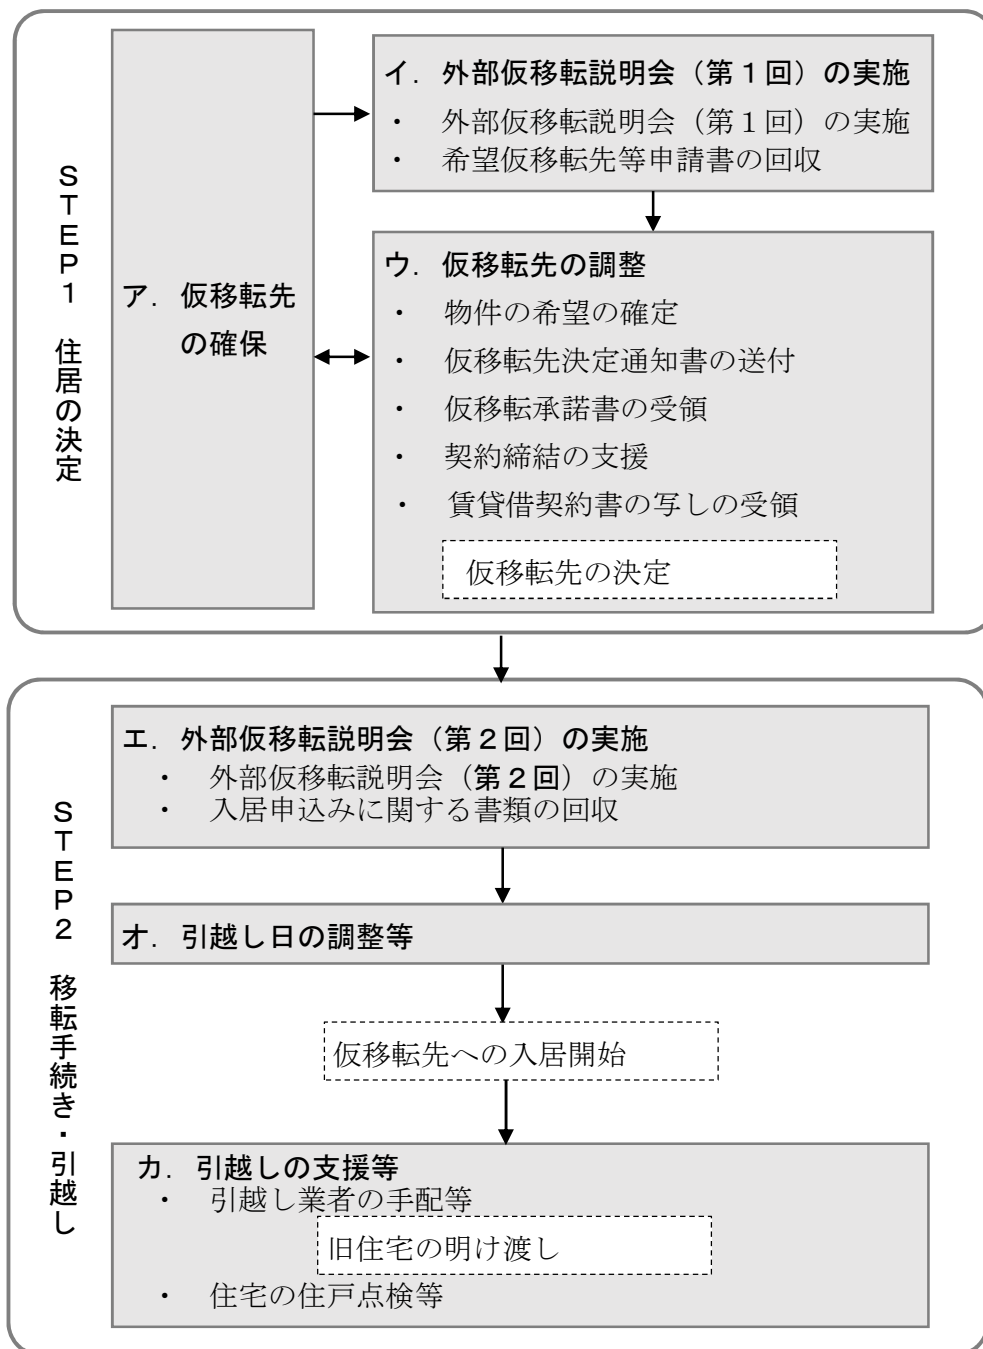 STEP1 住居の決定
ア. 仮移転先
の確保
イ. 外部仮移転説明会（第１回）の実施
・ 外部仮移転説明会（第１回）の実施
・ 希望仮移転先等申請書の回収
ウ. 仮移転先の調整
・ 物件の希望の確定
・ 仮移転先決定通知書の送付
・ 仮移転承諾書の受領
・ 契約締結の支援
・ 賃貸借契約書の写しの受領
仮移転先の決定
STEP2 移転手続き・引越し
エ. 外部仮移転説明会（第２回）の実施
・ 外部仮移転説明会（第２回）の実施
・ 入居申込みに関する書類の回収
オ. 引越し日の調整等
仮移転先への入居開始
カ. 引越しの支援等
・ 引越し業者の手配等
旧住宅の明け渡し
・ 住宅の住戸点検等